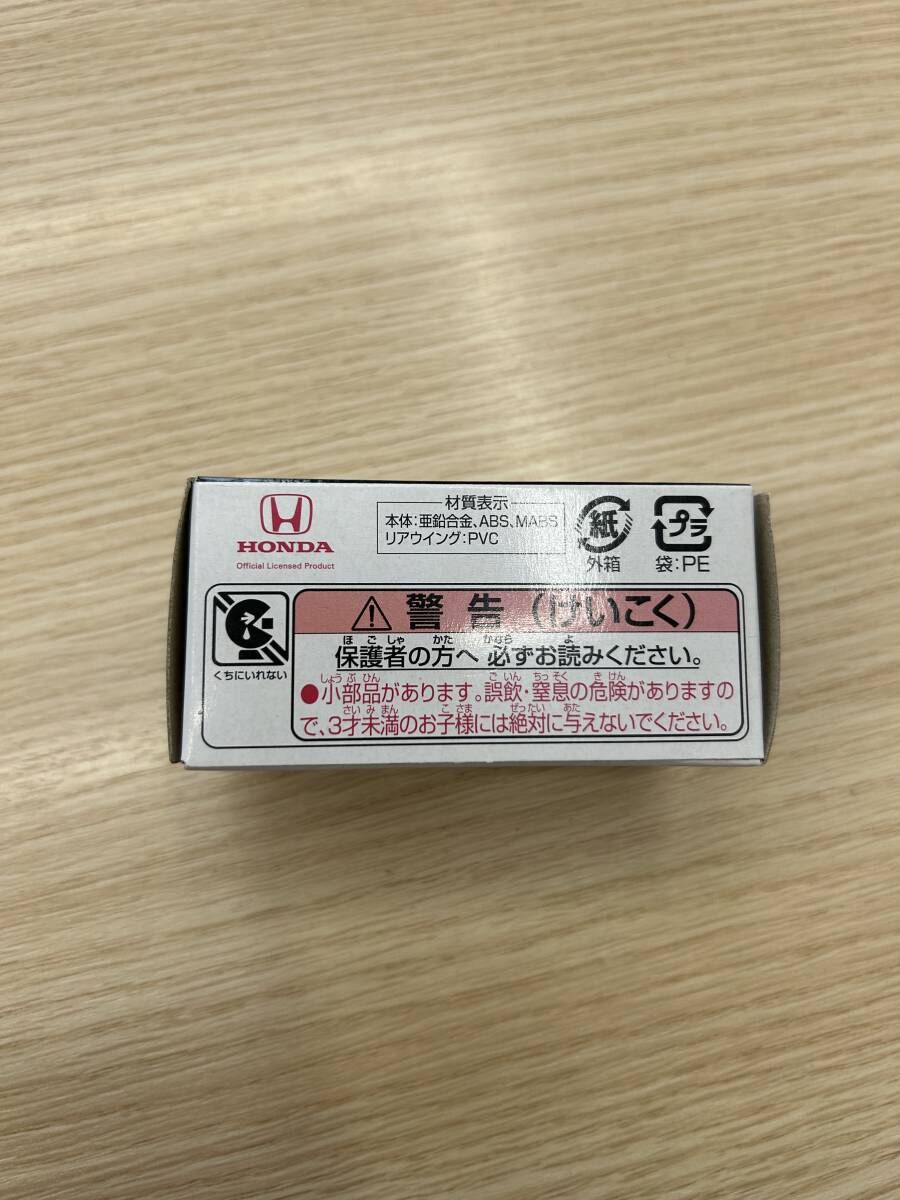 HONDA
Official Licensed Product
材質表示
本体:亜鉛合金、ABS、MABS
リアウイング:PVC
紙
外箱
プラ
袋:PE
くちにいれない
警告(けいこく)
ほごしゃ かた かなら よ
保護者の方へ 必ずお読みください。
しょうぶひん ごいん ちっそく きけん
●小部品があります。誤飲・窒息の危険がありますの
さいみまん こさま ぜったい あた
で、3才未満のお子様には絶対に与えないでください。